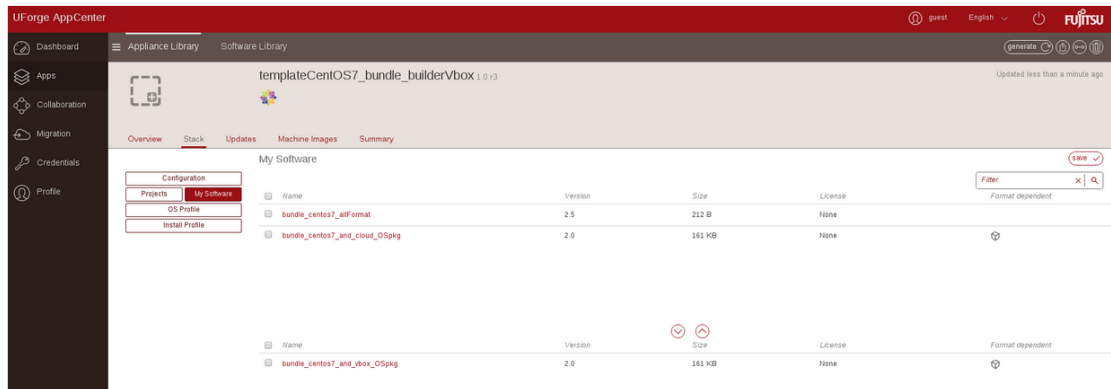 UForge AppCenter
guest English FUJITSU
Dashboard
Appliance Library Software Library
generate
Apps
templateCentOS7_bundle_builderVbox 1.0 r3
Updated less than a minute ago
Collaboration
Migration
Overview Stack Updates Machine Images Summary
Credentials
My Software
save
Configuration
Filter
Profile
Projects My Software
Name Version Size License Format dependent
OS Profile
bundle_centos7_allFormat 2.5 212 B None
Install Profile
bundle_centos7_and_cloud_OSpkg 2.0 161 KB None
Name Version Size License Format dependent
bundle_centos7_and_vbox_OSpkg 2.0 161 KB None